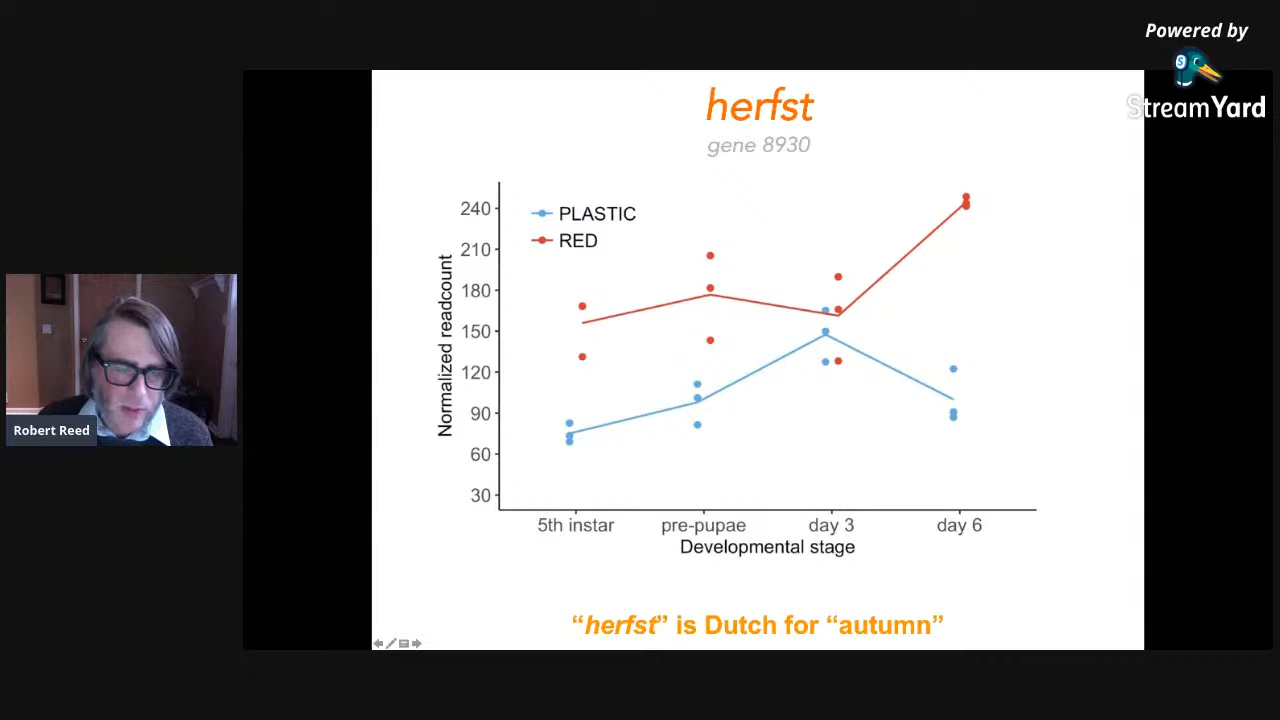 Powered by
StreamYard
herfst
gene 8930
PLASTIC
RED
Normalized readcount
240
210
180
150
120
90
60
30
5th instar
pre-pupae
day 3
day 6
Developmental stage
“herfst” is Dutch for “autumn”
Robert Reed
S